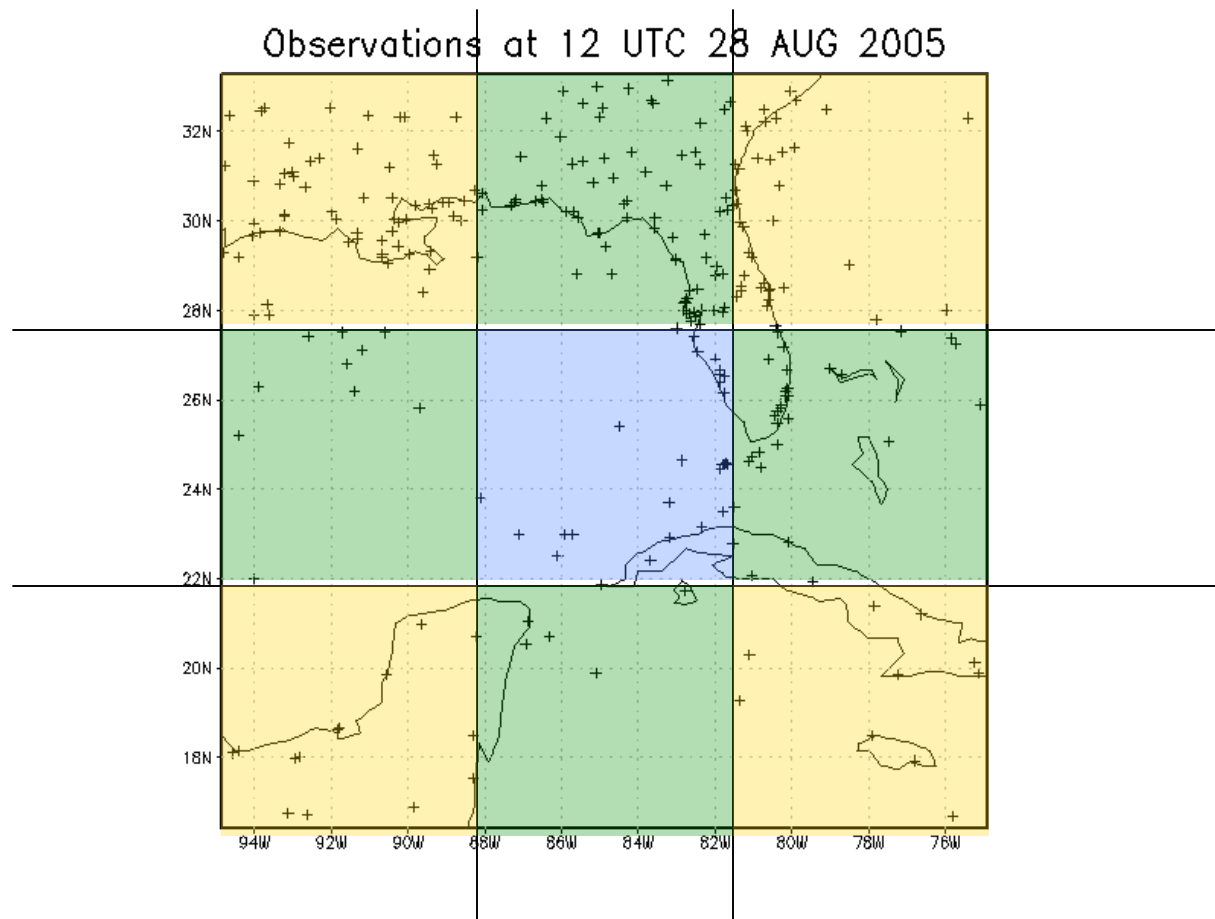 Observations at 12 UTC 28 AUG 2005
32N
30N
28N
26N
24N
22N
20N
18N
94W 92W 90W 88W 86W 84W 82W 80W 78W 76W